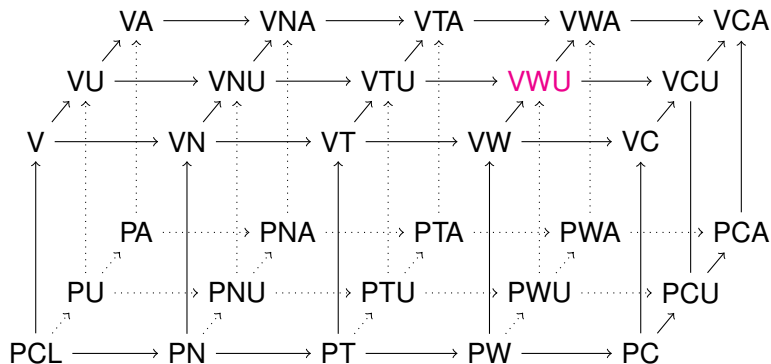 VA VNA VTA VWA VCA
VU VNU VTU VWU VCU
V VN VT VW VC
PA PNA PTA PWA PCA
PU PNU PTU PWU PCU
PCL PN PT PW PC